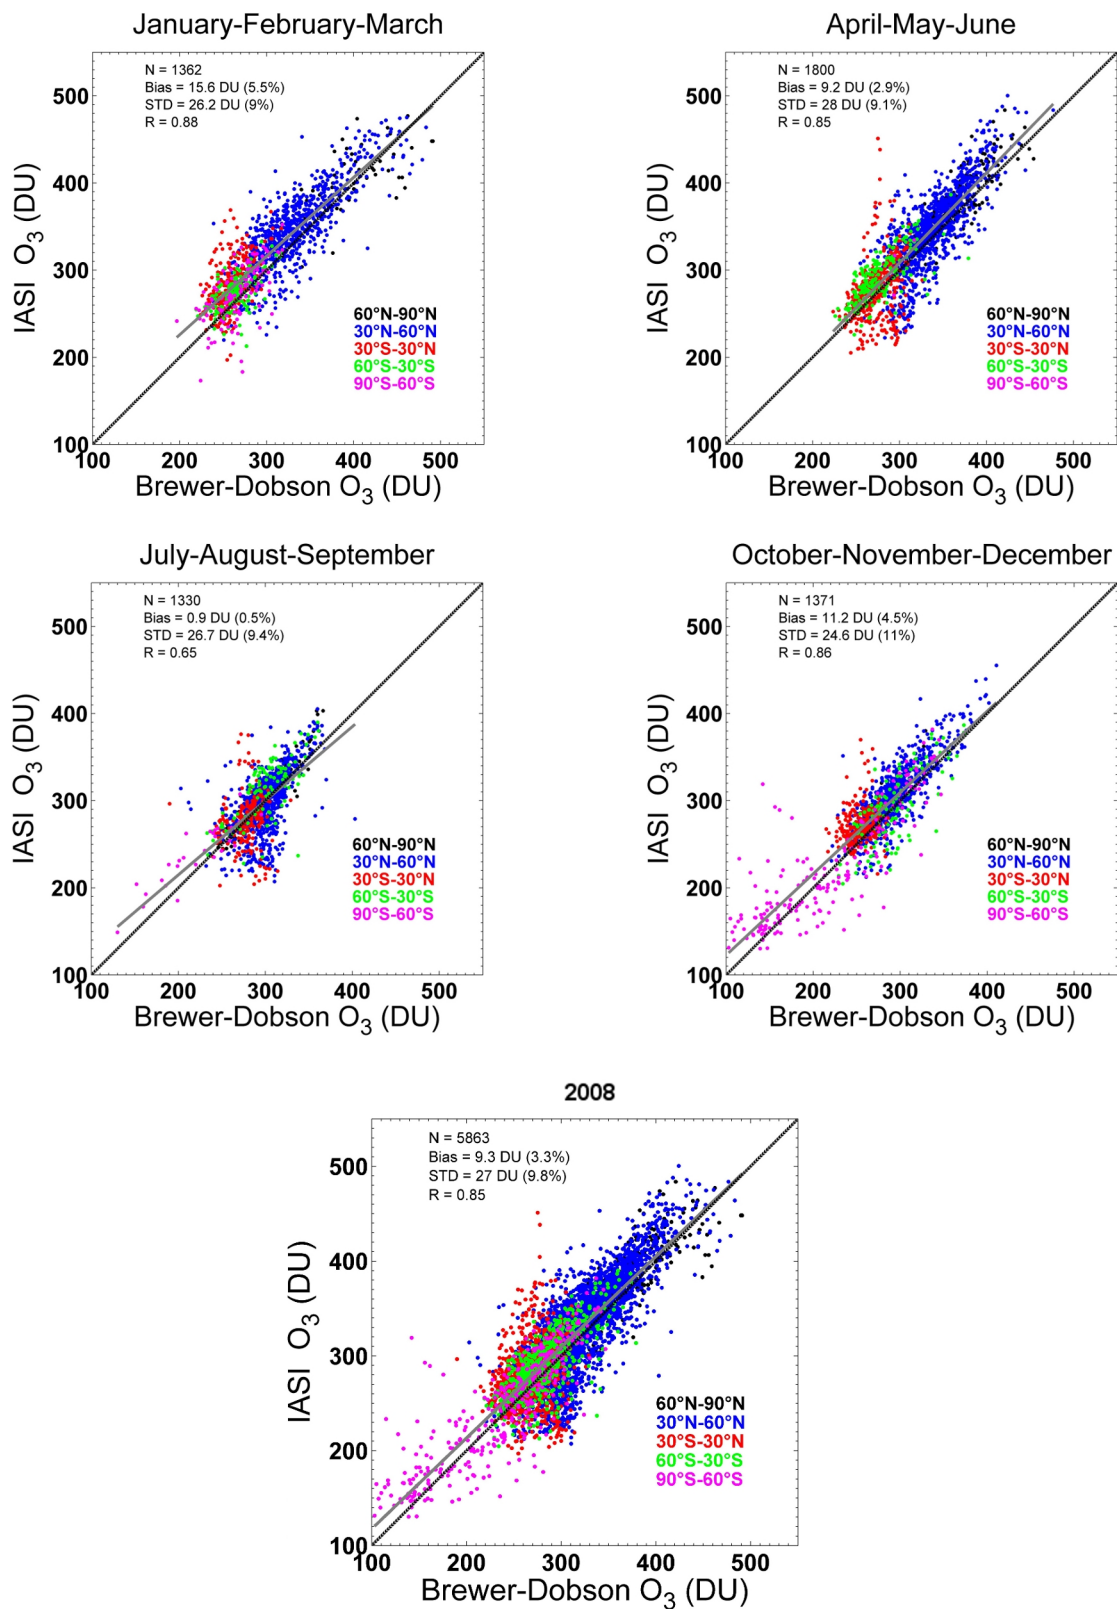 January-February-March
N = 1362
Bias = 15.6 DU (5.5%)
STD = 26.2 DU (9%)
R = 0.88
500
400
300
200
100
IASI O3 (DU)
60°N-90°N
30°N-60°N
30°S-30°N
60°S-30°S
90°S-60°S
100 200 300 400 500
Brewer-Dobson O3 (DU)
April-May-June
N = 1800
Bias = 9.2 DU (2.9%)
STD = 28 DU (9.1%)
R = 0.85
500
400
300
200
100
IASI O3 (DU)
60°N-90°N
30°N-60°N
30°S-30°N
60°S-30°S
90°S-60°S
100 200 300 400 500
Brewer-Dobson O3 (DU)
July-August-September
N = 1330
Bias = 0.9 DU (0.5%)
STD = 26.7 DU (9.4%)
R = 0.65
500
400
300
200
100
IASI O3 (DU)
60°N-90°N
30°N-60°N
30°S-30°N
60°S-30°S
90°S-60°S
100 200 300 400 500
Brewer-Dobson O3 (DU)
October-November-December
N = 1371
Bias = 11.2 DU (4.5%)
STD = 24.6 DU (11%)
R = 0.86
500
400
300
200
100
IASI O3 (DU)
60°N-90°N
30°N-60°N
30°S-30°N
60°S-30°S
90°S-60°S
100 200 300 400 500
Brewer-Dobson O3 (DU)
2008
N = 5863
Bias = 9.3 DU (3.3%)
STD = 27 DU (9.8%)
R = 0.85
500
400
300
200
100
IASI O3 (DU)
60°N-90°N
30°N-60°N
30°S-30°N
60°S-30°S
90°S-60°S
100 200 300 400 500
Brewer-Dobson O3 (DU)